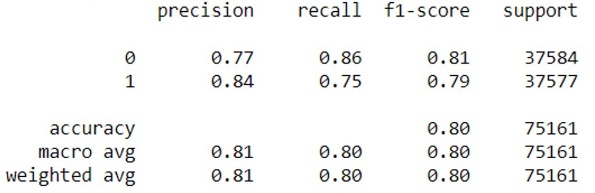 precision recall f1-score support
0 0.77 0.86 0.81 37584
1 0.84 0.75 0.79 37577
accuracy 0.80 75161
macro avg 0.81 0.80 0.80 75161
weighted avg 0.81 0.80 0.80 75161